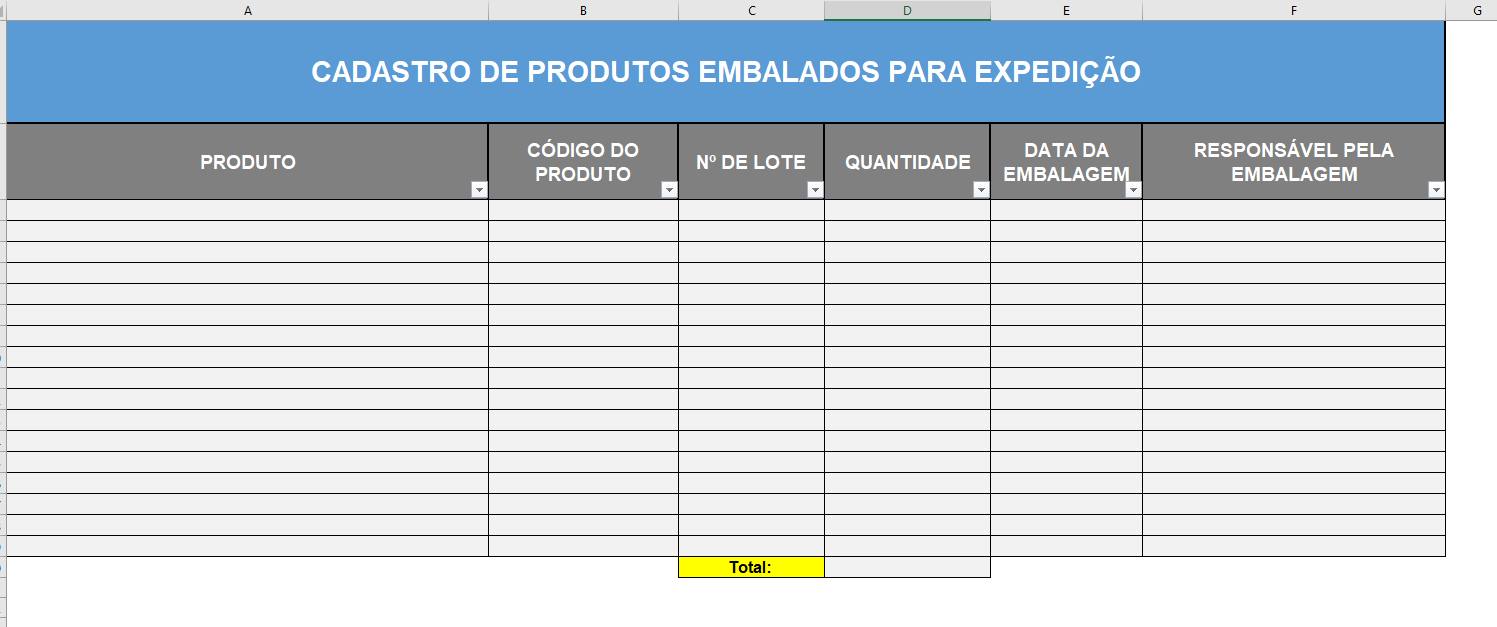 A B C D E F G
CADASTRO DE PRODUTOS EMBALADOS PARA EXPEDIÇÃO
PRODUTO
CÓDIGO DO
PRODUTO
Nº DE LOTE
QUANTIDADE
DATA DA
EMBALAGEM
RESPONSÁVEL PELA
EMBALAGEM
Total: